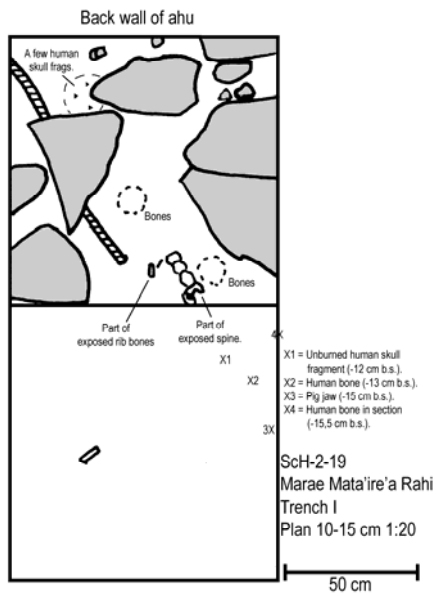 Back wall of ahu
A few human
skull frags.
Bones
Bones
Part of
exposed rib bones
Part of
exposed spine.
4X
X1
X2
3X
X1 = Unburned human skull
fragment (-12 cm b.s.).
X2 = Human bone (-13 cm b.s.).
X3 = Pig jaw (-15 cm b.s.).
X4 = Human bone in section
(-15,5 cm b.s.).
ScH-2-19
Marae Mata'ire'a Rahi
Trench I
Plan 10-15 cm 1:20
50 cm